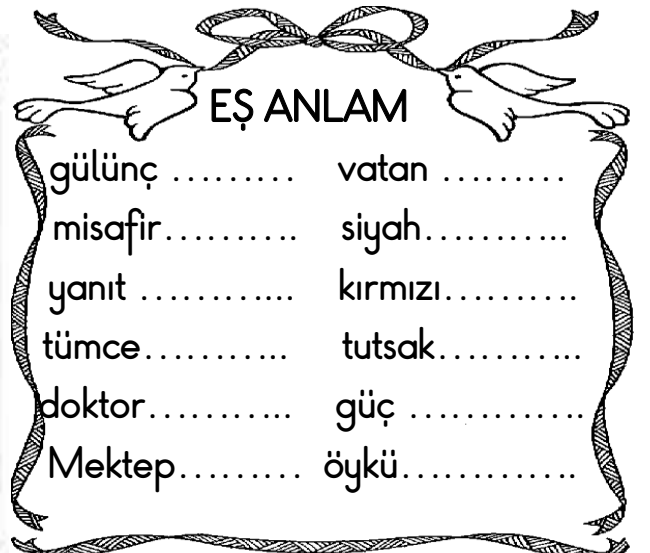 EŞ ANLAM
gülünç ......... vatan .........
misafir.......... siyah...........
yanıt ............ kırmızı..........
tümce........... tutsak...........
doktor........... güç .............
Mektep......... öykü.............